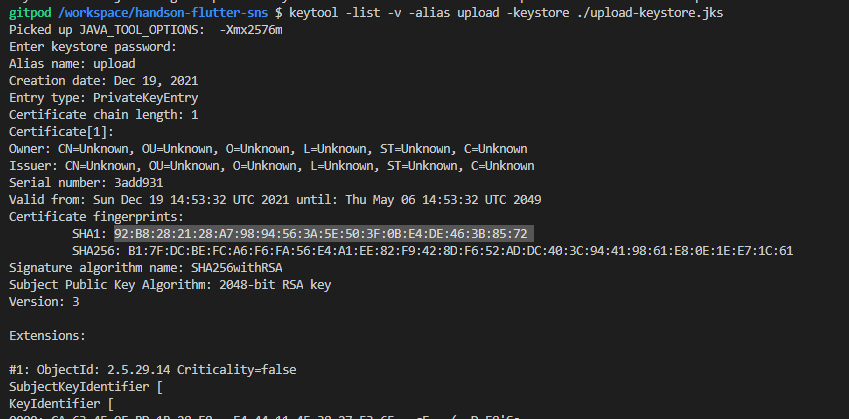 gitpod /workspace/handson-flutter-sns $ keytool -list -v -alias upload -keystore ./upload-keystore.jks
Picked up JAVA_TOOL_OPTIONS:  -Xmx2576m
Enter keystore password:
Alias name: upload
Creation date: Dec 19, 2021
Entry type: PrivateKeyEntry
Certificate chain length: 1
Certificate[1]:
Owner: CN=Unknown, OU=Unknown, O=Unknown, L=Unknown, ST=Unknown, C=Unknown
Issuer: CN=Unknown, OU=Unknown, O=Unknown, L=Unknown, ST=Unknown, C=Unknown
Serial number: 3add931
Valid from: Sun Dec 19 14:53:32 UTC 2021 until: Thu May 06 14:53:32 UTC 2049
Certificate fingerprints:
SHA1: 92:B8:28:21:28:A7:98:94:56:3A:5E:50:3F:0B:E4:DE:46:3B:85:72
SHA256: B1:7F:DC:BE:FC:A6:F6:FA:56:E4:A1:EE:82:F9:42:8D:F6:52:AD:DC:40:3C:94:41:98:61:E8:0E:1E:E7:1C:61
Signature algorithm name: SHA256withRSA
Subject Public Key Algorithm: 2048-bit RSA key
Version: 3
Extensions:
#1: ObjectId: 2.5.29.14 Criticality=false
SubjectKeyIdentifier [
KeyIdentifier [